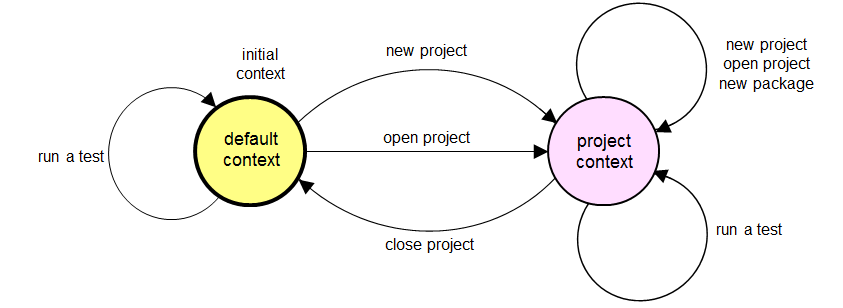 initial
context
new project
new project
open project
new package
default
context
run a test
open project
project
context
close project
run a test